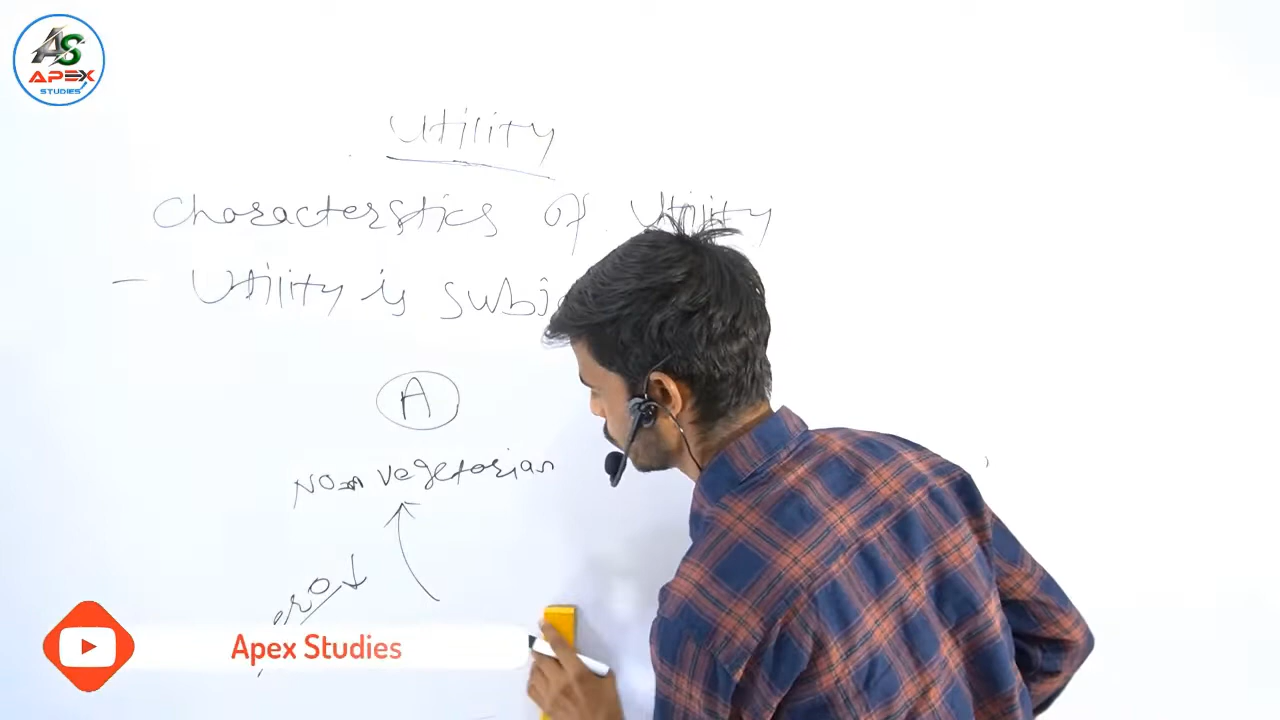 AS
APEX
STUDIES
Utility
Characterstics of Utility
- Utility is subj
A
Non vegetarian
Apex Studies